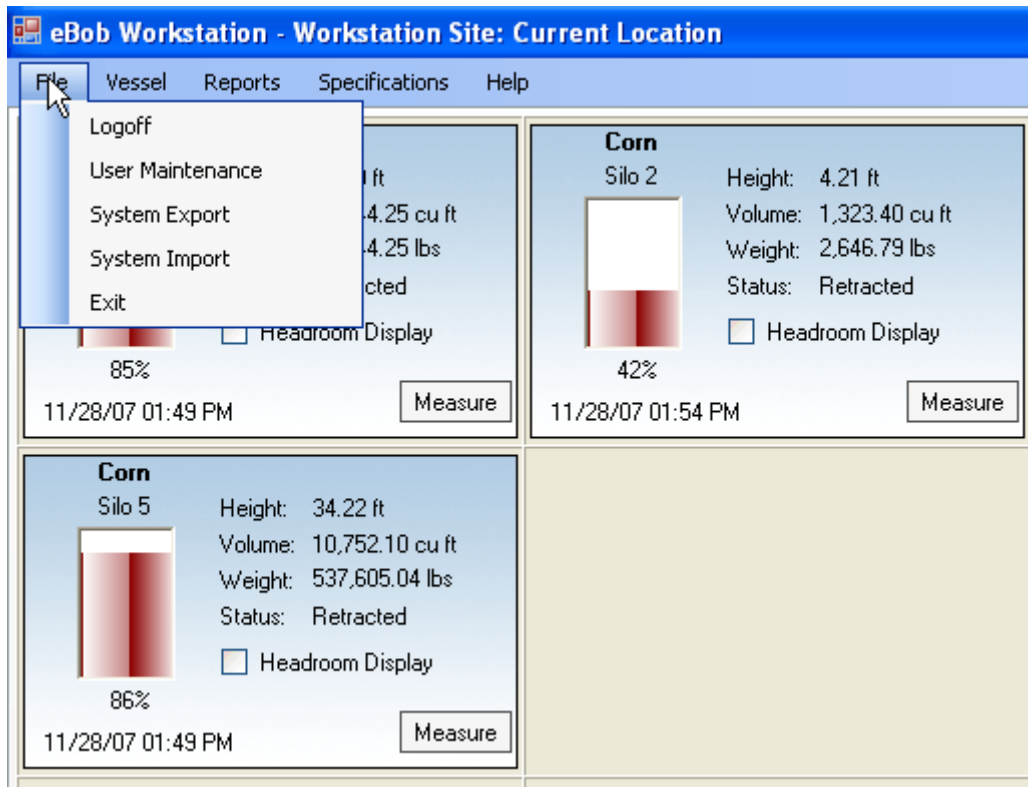 eBob Workstation - Workstation Site: Current Location
File Vessel Reports Specifications Help
Logoff
User Maintenance
System Export
System Import
Exit
ft
4.25 cu ft
4.25 lbs
cted
Headroom Display
85%
11/28/07 01:49 PM
Measure
Corn
Silo 2
Height: 4.21 ft
Volume: 1,323.40 cu ft
Weight: 2,646.79 lbs
Status: Retracted
Headroom Display
42%
11/28/07 01:54 PM
Measure
Corn
Silo 5
Height: 34.22 ft
Volume: 10,752.10 cu ft
Weight: 537,605.04 lbs
Status: Retracted
Headroom Display
86%
11/28/07 01:49 PM
Measure